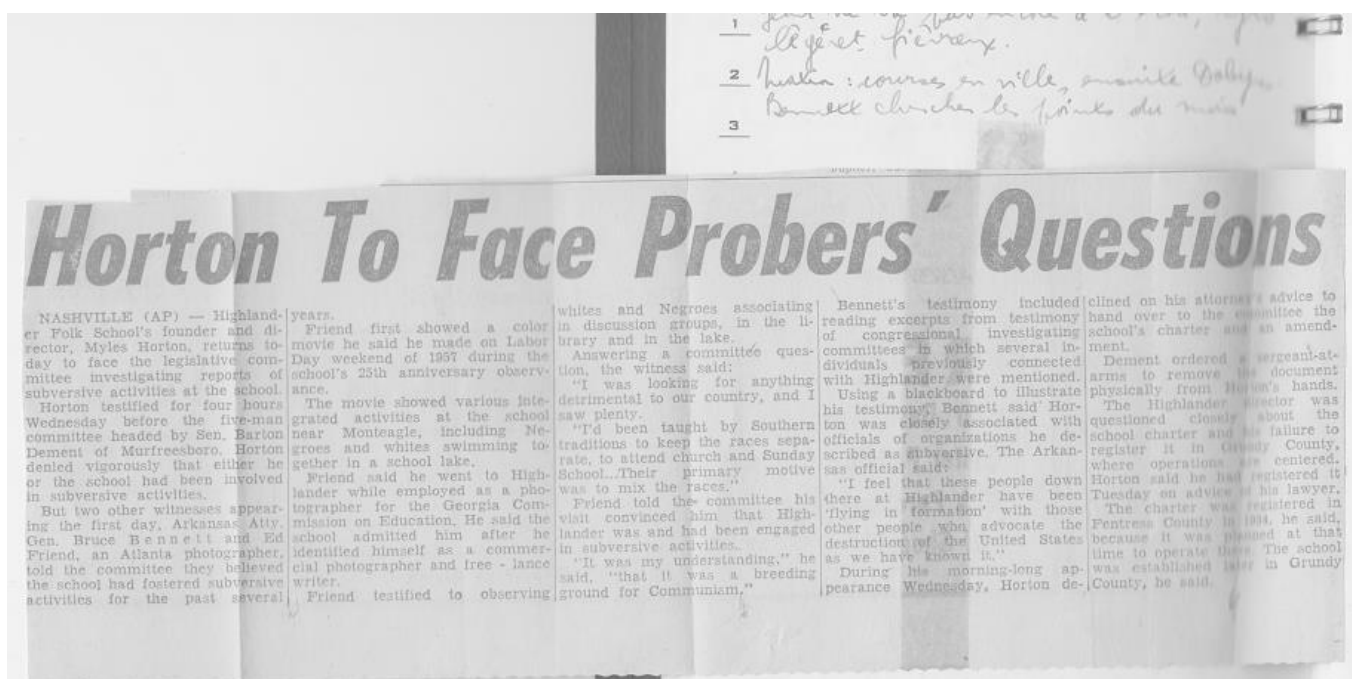 1
léger et fiévreux.
2
: courses en ville, ensuite
3
Bennett cherches les points du mois
Horton To Face Probers' Questions
NASHVILLE (AP) — Highland-
er Folk School's founder and di-
rector, Myles Horton, returns to-
day to face the legislative com-
mittee investigating reports of
subversive activities at the school.
Horton testified for four hours
Wednesday before the five-man
committee headed by Sen. Barton
Dement of Murfreesboro. Horton
denied vigorously that either he
or the school had been involved
in subversive activities.
But two other witnesses appear-
ing the first day, Arkansas Atty.
Gen. Bruce Bennett and Ed
Friend, an Atlanta photographer,
told the committee they believed
the school had fostered subversive
activities for the past several
years.
Friend first showed a color
movie he said he made on Labor
Day weekend of 1957 during the
school's 25th anniversary observ-
ance.
The movie showed various inte-
grated activities at the school
near Monteagle, including Ne-
groes and whites swimming to-
gether in a school lake.
Friend said he went to High-
lander while employed as a pho-
tographer for the Georgia Com-
mission on Education. He said the
school admitted him after he
identified himself as a commer-
cial photographer and free - lance
writer.
Friend testified to observing
whites and Negroes associating
in discussion groups, in the li-
brary and in the lake.
Answering a committee ques-
tion, the witness said:
"I was looking for anything
detrimental to our country, and I
saw plenty.
"I'd been taught by Southern
traditions to keep the races sepa-
rate, to attend church and Sunday
School...Their primary motive
was to mix the races."
Friend told the committee his
visit convinced him that High-
lander was and had been engaged
in subversive activities.
"It was my understanding," he
said, "that it was a breeding
ground for Communism."
Bennett's testimony included
reading excerpts from testimony
of congressional investigating
committees in which several in-
dividuals previously connected
with Highlander were mentioned.
Using a blackboard to illustrate
his testimony, Bennett said Hor-
ton was closely associated with
officials of organizations he de-
scribed as subversive. The Arkan-
sas official said:
"I feel that these people down
there at Highlander have been
'flying in formation' with those
other people who advocate the
destruction of the United States
as we have known it."
During his morning-long ap-
pearance Wednesday, Horton de-
clined on his attorney's advice to
hand over to the committee the
school's charter and an amend-
ment.
Dement ordered a sergeant-at-
arms to remove the document
physically from Horton's hands.
The Highlander director was
questioned closely about the
school charter and his failure to
register it in Grundy County,
where operations are centered.
Horton said he had registered it
Tuesday on advice of his lawyer.
The charter was registered in
Fentress County in 1934, he said,
because it was planned at that
time to operate there. The school
was established later in Grundy
County, he said.